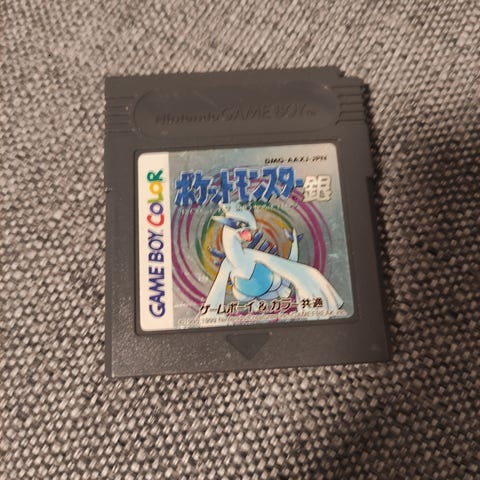 Nintendo GAME BOY™
DMG-AAXJ-JPN
ポケットモンスター銀
GAME BOY COLOR
ゲームボーイ & カラー共通